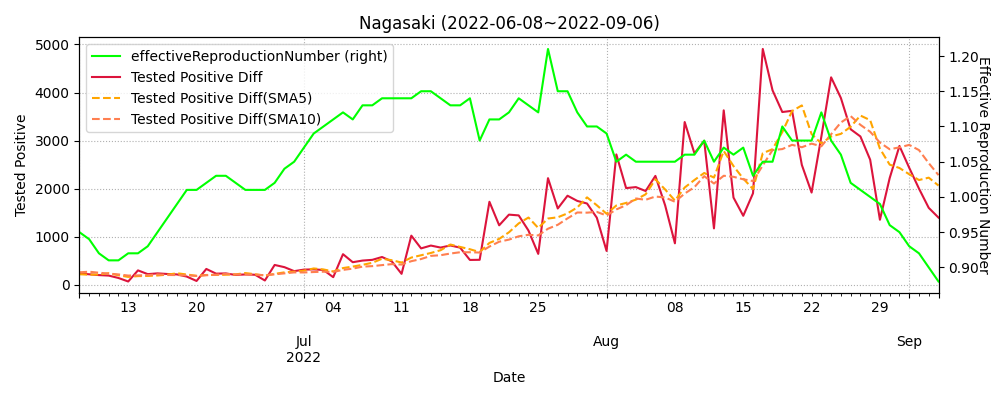 Nagasaki (2022-06-08~2022-09-06)
effectiveReproductionNumber (right)
Tested Positive Diff
Tested Positive Diff(SMA5)
Tested Positive Diff(SMA10)
Tested Positive
5000
4000
3000
2000
1000
0
1.20
1.15
1.10
1.05
1.00
0.95
0.90
Effective Reproduction Number
13 20 27 04 11 18 25 08 15 22 29
Jul Aug Sep
2022
Date